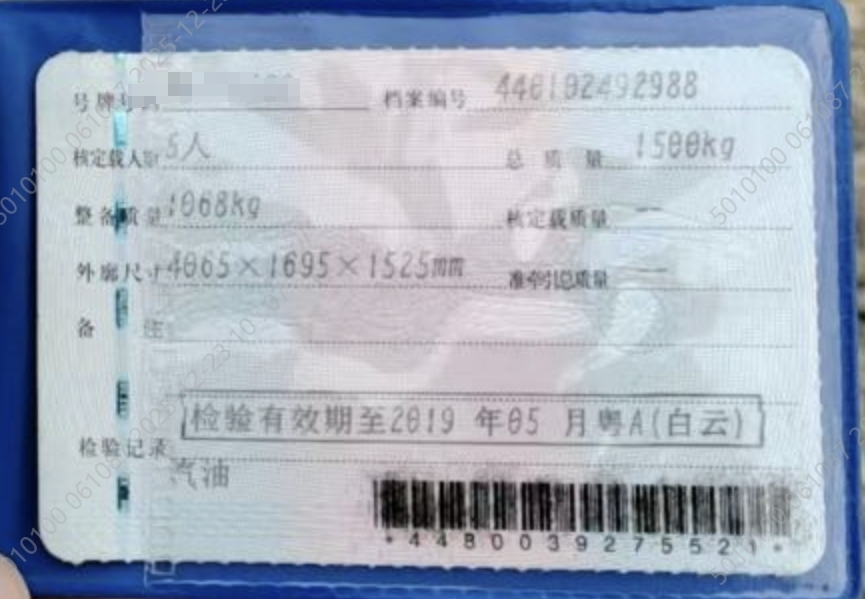 号牌号码 档案编号 440102492988
核定载人数 5人 总质量 1500kg
整备质量 1068kg 核定载质量 --
外廓尺寸 4065×1695×1525mm 准牵引总质量 --
备注
检验有效期至2019 年05 月粤A(白云)
检验记录
汽油
*4480039275521*